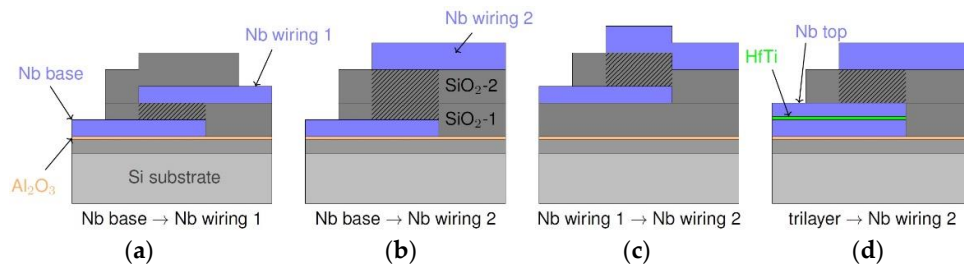 Nb wiring 1
Nb base
Al₂O₃
Si substrate
Nb base → Nb wiring 1
(a)
Nb wiring 2
SiO₂-2
SiO₂-1
Nb base → Nb wiring 2
(b)
Nb wiring 1 → Nb wiring 2
(c)
Nb top
HfTi
trilayer → Nb wiring 2
(d)